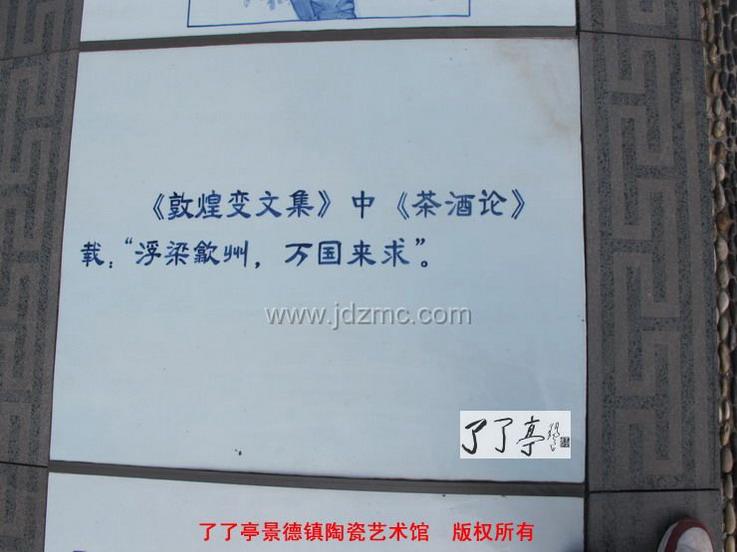 《敦煌变文集》中《茶酒论》
载：“浮梁歙州，万国来求”。
www.jdzmc.com
了了亭
了了亭景德镇陶瓷艺术馆 版权所有